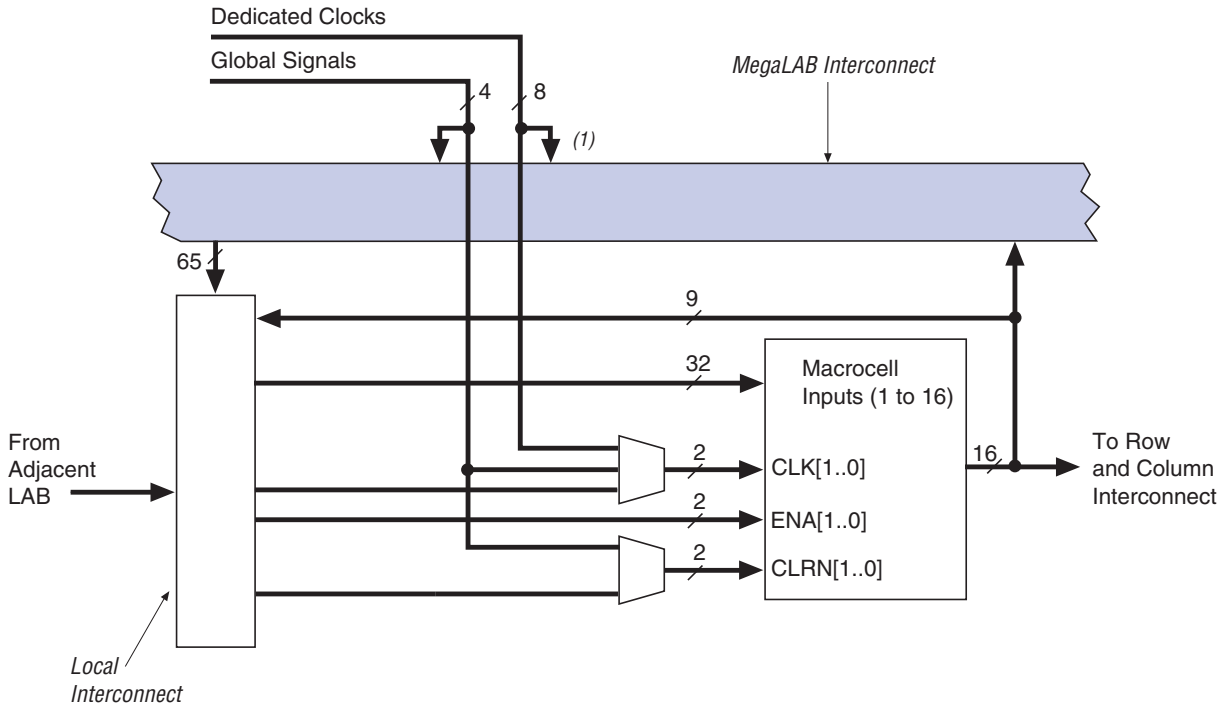 Dedicated Clocks
Global Signals
MegaLAB Interconnect
4
8
(1)
65
9
32
Macrocell
Inputs (1 to 16)
From
Adjacent
LAB
2
CLK[1..0]
16
To Row
and Column
Interconnect
2
ENA[1..0]
2
CLRN[1..0]
Local
Interconnect